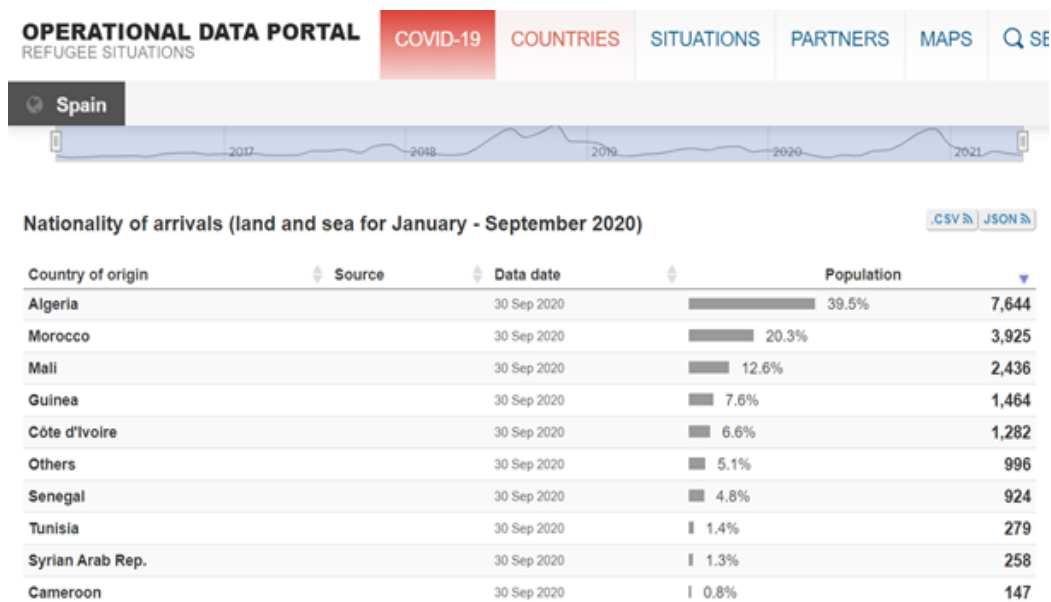 OPERATIONAL DATA PORTAL
REFUGEE SITUATIONS
COVID-19 COUNTRIES SITUATIONS PARTNERS MAPS SE
Spain
2017 2018 2019 2020 2021
Nationality of arrivals (land and sea for January - September 2020)
.CSV JSON
Country of origin Source Data date Population
Algeria 30 Sep 2020 39.5% 7,644
Morocco 30 Sep 2020 20.3% 3,925
Mali 30 Sep 2020 12.6% 2,436
Guinea 30 Sep 2020 7.6% 1,464
Côte d'Ivoire 30 Sep 2020 6.6% 1,282
Others 30 Sep 2020 5.1% 996
Senegal 30 Sep 2020 4.8% 924
Tunisia 30 Sep 2020 1.4% 279
Syrian Arab Rep. 30 Sep 2020 1.3% 258
Cameroon 30 Sep 2020 0.8% 147